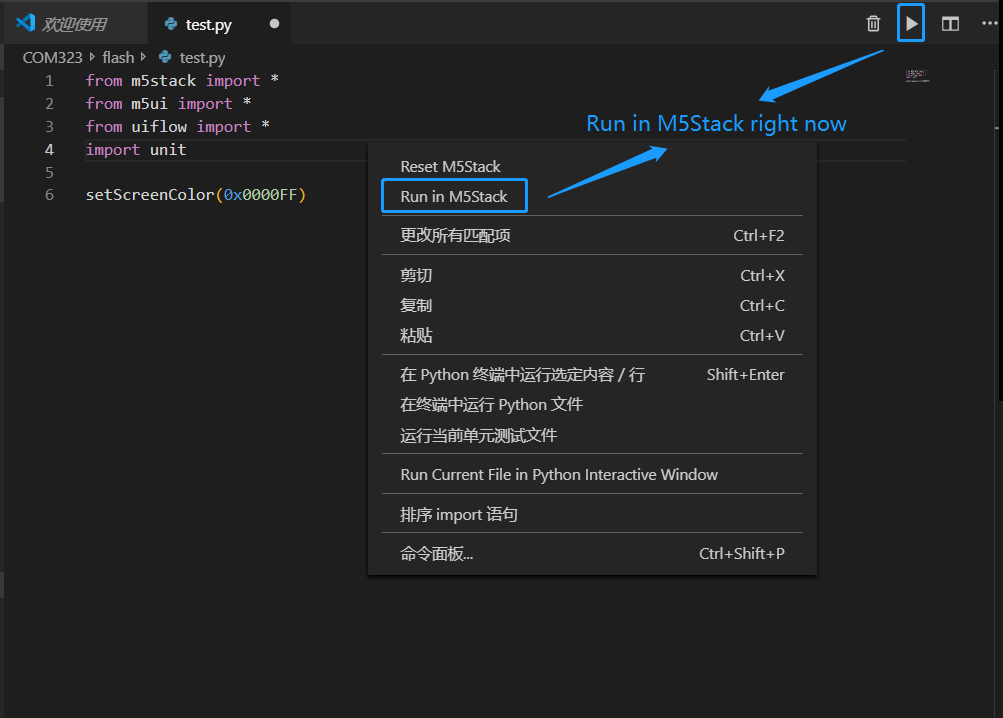 欢迎使用
test.py
COM323 flash test.py
1 from m5stack import *
2 from m5ui import *
3 from uiflow import *
4 import unit
5
6 setScreenColor(0x0000FF)
Run in M5Stack right now
Reset M5Stack
Run in M5Stack
更改所有匹配项 Ctrl+F2
剪切 Ctrl+X
复制 Ctrl+C
粘贴 Ctrl+V
在 Python 终端中运行选定内容 / 行 Shift+Enter
在终端中运行 Python 文件
运行当前单元测试文件
Run Current File in Python Interactive Window
排序 import 语句
命令面板... Ctrl+Shift+P